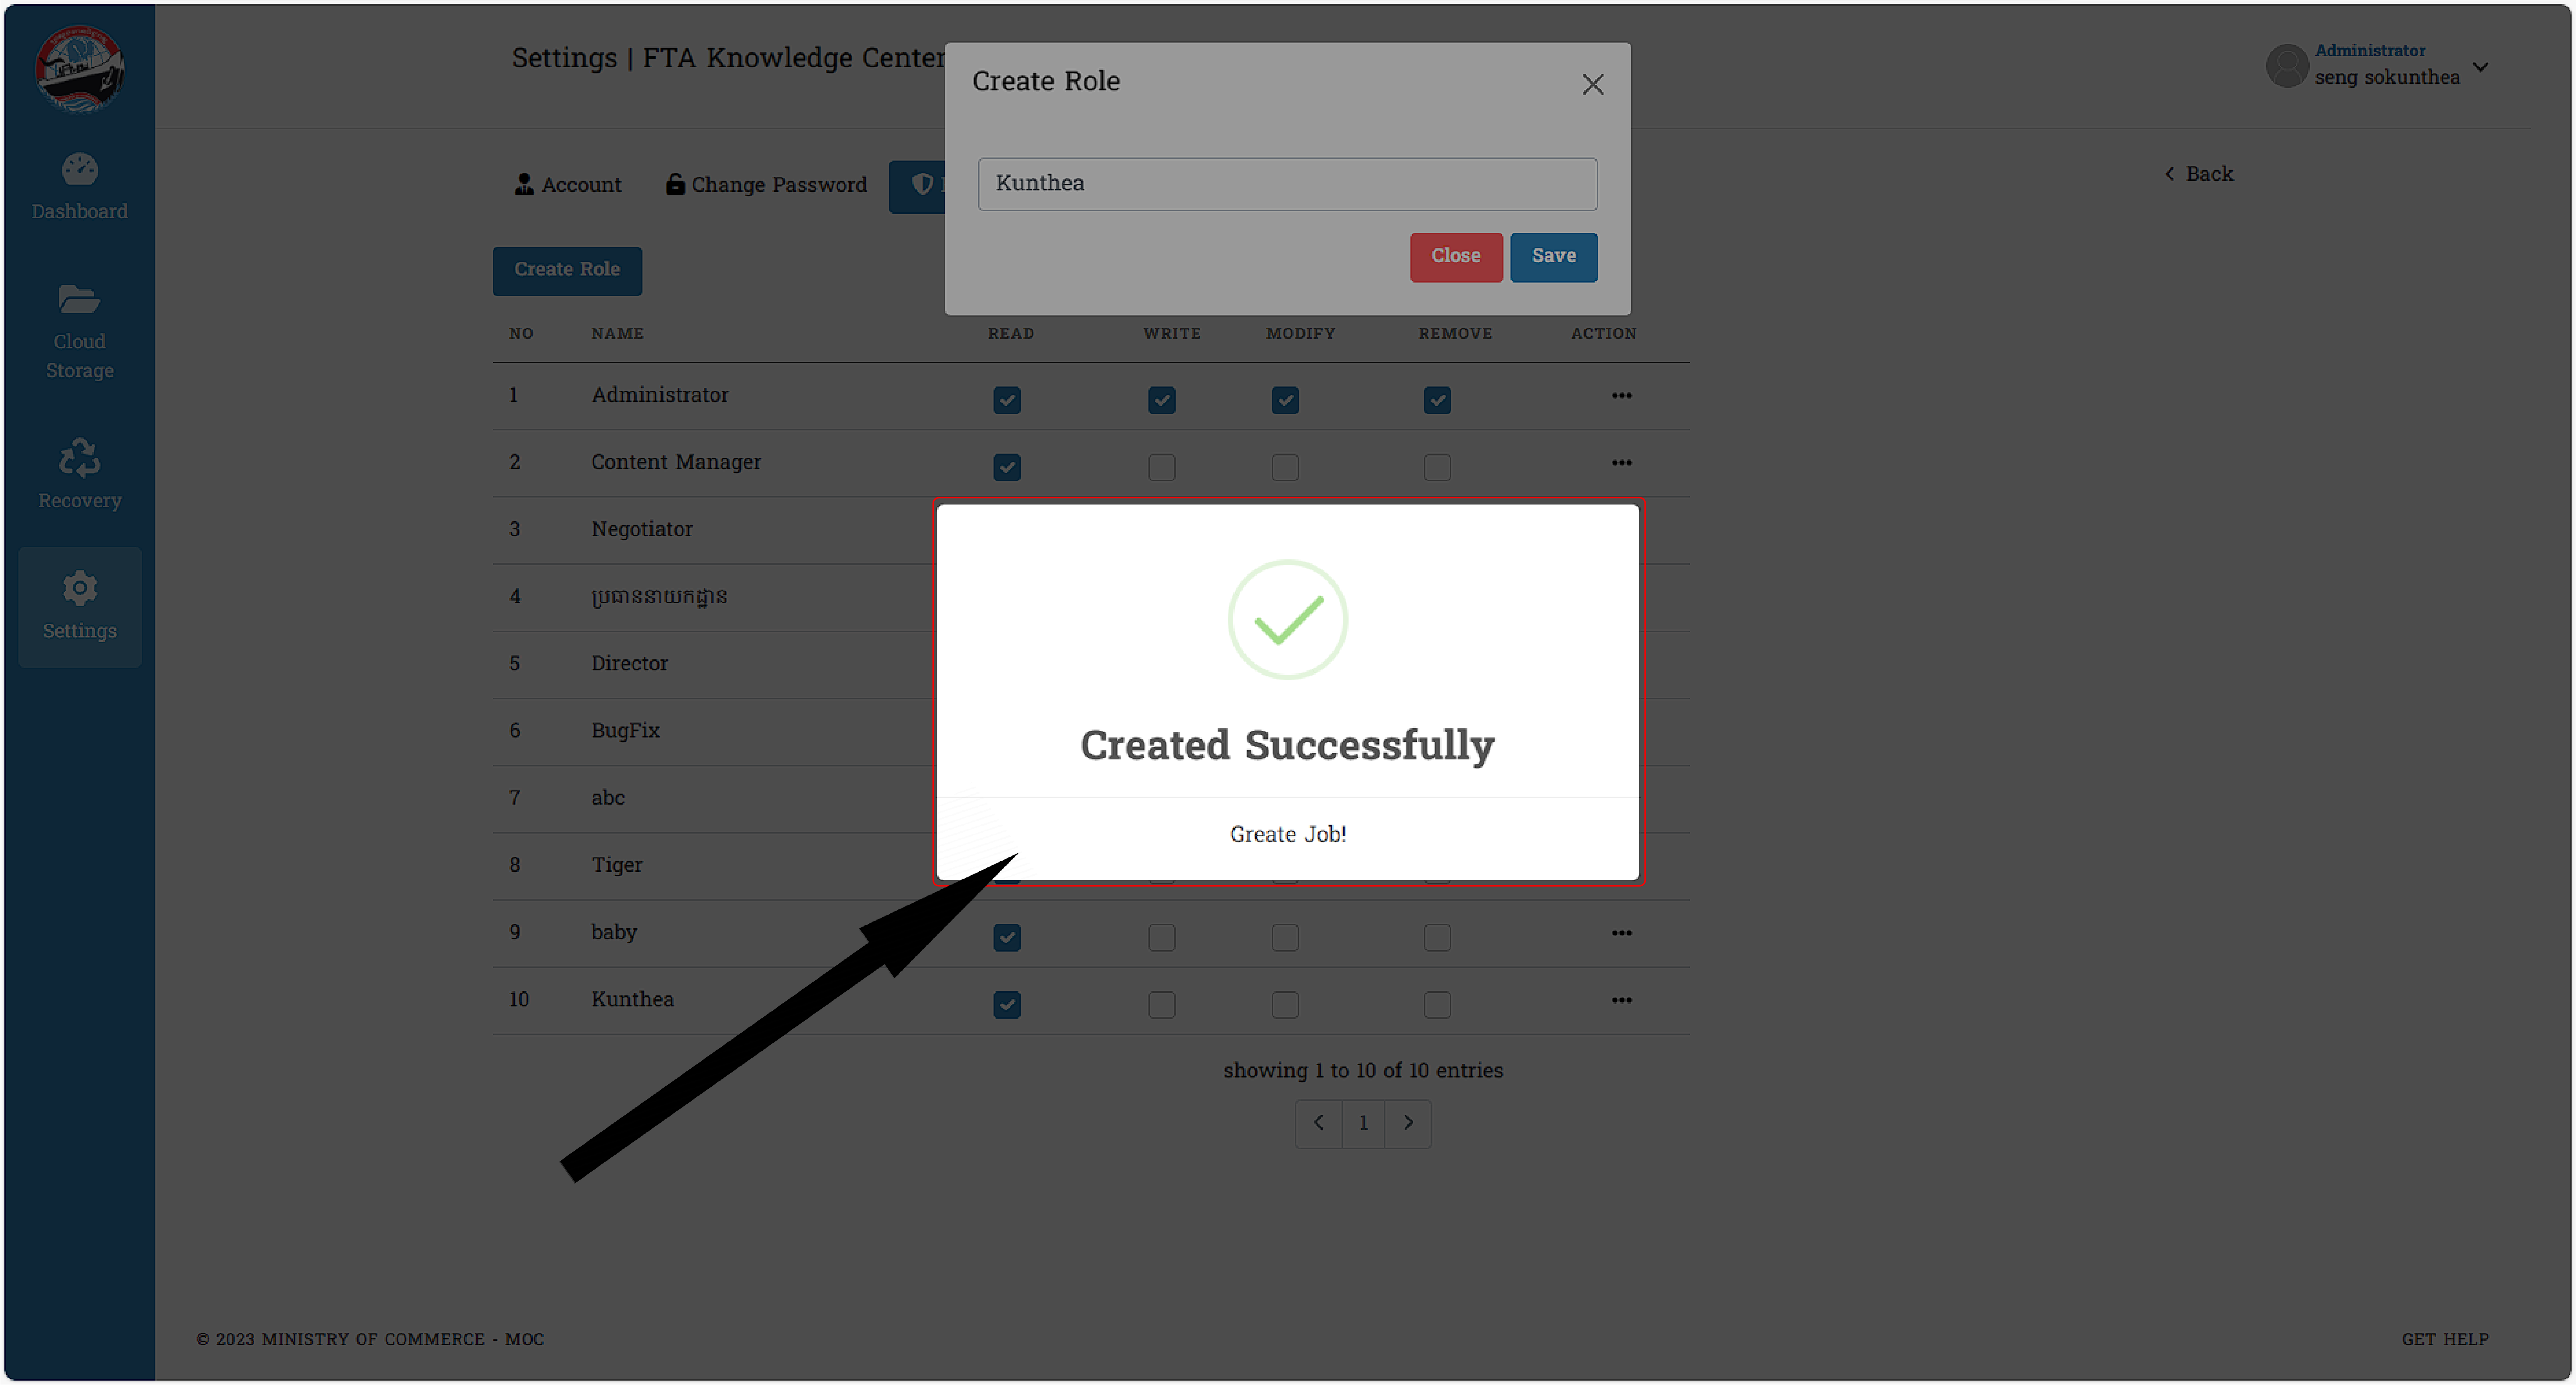 Settings | FTA Knowledge Center
Administrator
seng sokunthea
Create Role
Kunthea
Close
Save
Account
Change Password
Back
Create Role
NO NAME READ WRITE MODIFY REMOVE ACTION
1 Administrator
2 Content Manager
3 Negotiator
4 ប្រធាននាយកដ្ឋាន
5 Director
6 BugFix
7 abc
8 Tiger
9 baby
10 Kunthea
Created Successfully
Greate Job!
showing 1 to 10 of 10 entries
1
Dashboard
Cloud
Storage
Recovery
Settings
© 2023 MINISTRY OF COMMERCE - MOC
GET HELP